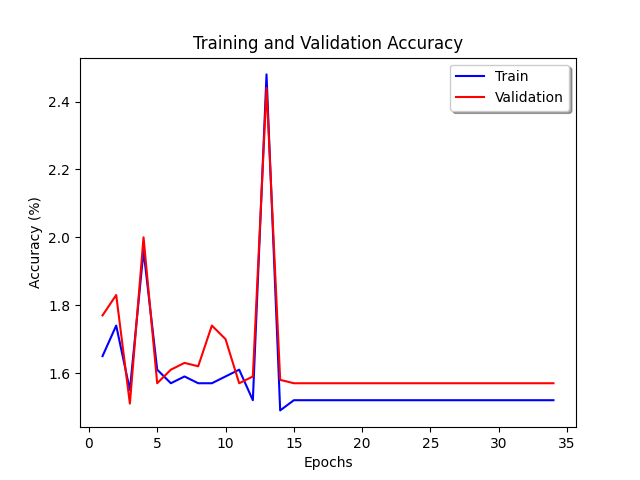 Training and Validation Accuracy
Train
Validation
Accuracy (%)
2.4
2.2
2.0
1.8
1.6
0 5 10 15 20 25 30 35
Epochs